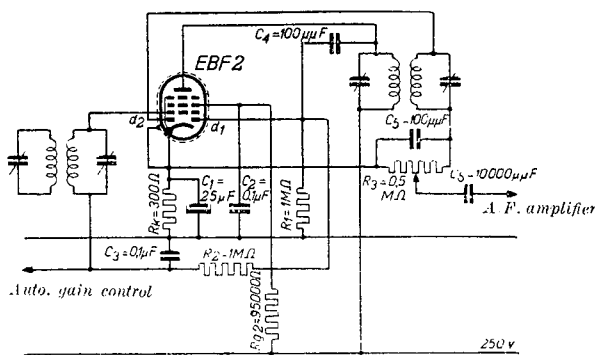 C4=100μμF
EBF2
d2
d1
C5=100μμF
C1= 25μF
C2= 0,1μF
Rk=300Ω
R1=1MΩ
R3=0,5 MΩ
C6=10000μμF
A.F. amplifier
C3=0,1μF
R2=1MΩ
Auto. gain control
Rg2=95000Ω
250 v